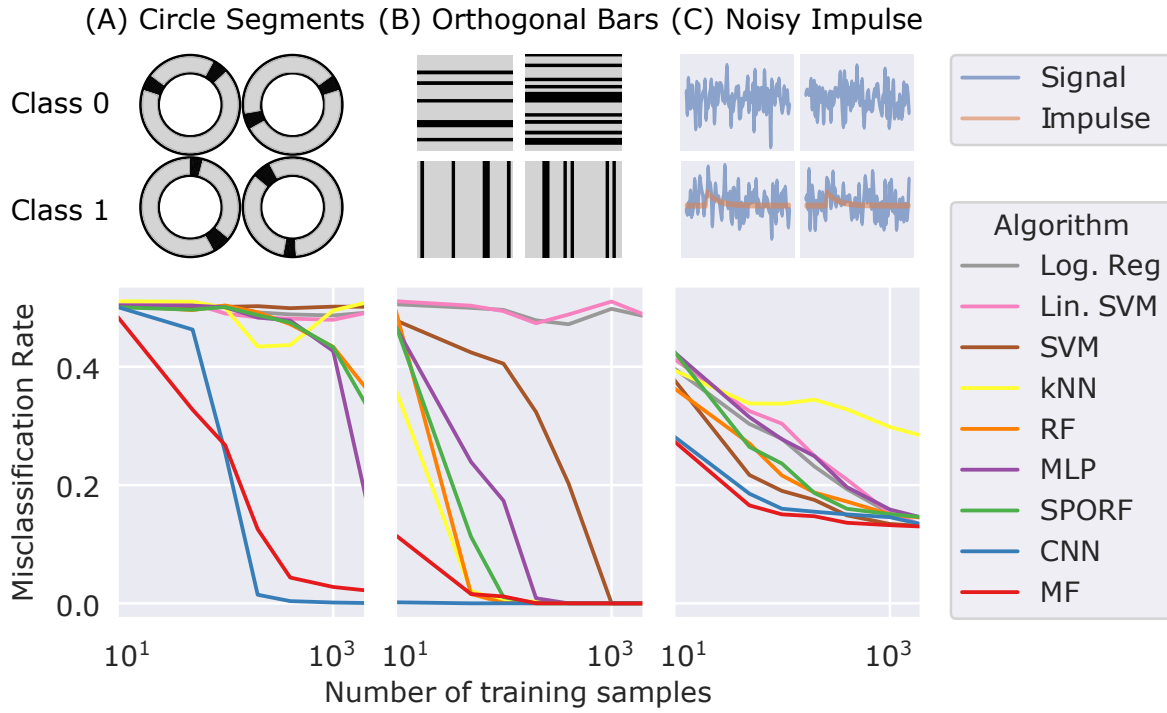 (A) Circle Segments (B) Orthogonal Bars (C) Noisy Impulse
Class 0
Class 1
Signal
Impulse
Algorithm
Log. Reg
Lin. SVM
SVM
kNN
RF
MLP
SPORF
CNN
MF
Misclassification Rate
0.4
0.2
0.0
10¹ 10³ 10¹ 10³ 10¹ 10³
Number of training samples